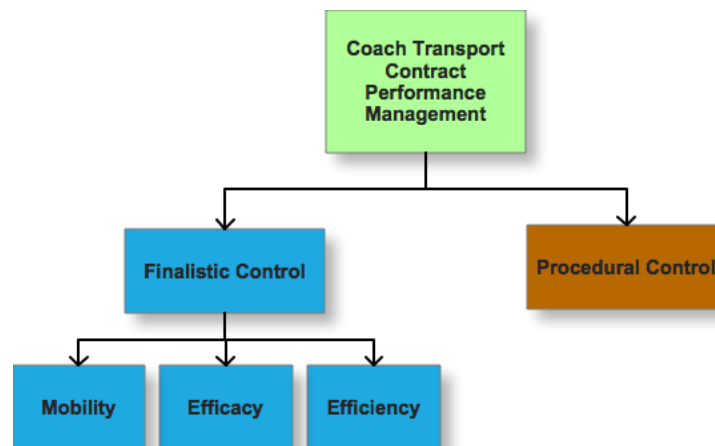 Coach Transport
Contract
Performance
Management
Finalistic Control
Procedural Control
Mobility
Efficacy
Efficiency